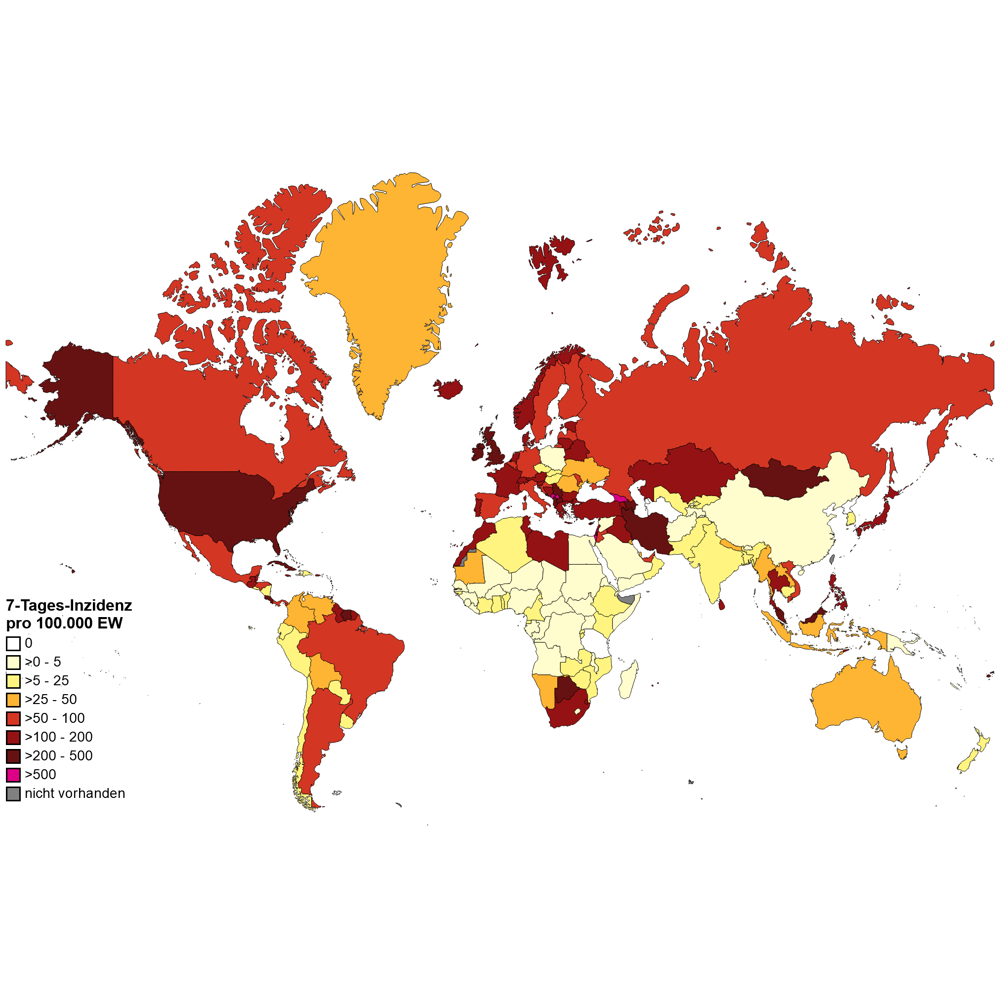 7-Tages-Inzidenz
pro 100.000 EW
0
>0 - 5
>5 - 25
>25 - 50
>50 - 100
>100 - 200
>200 - 500
>500
nicht vorhanden